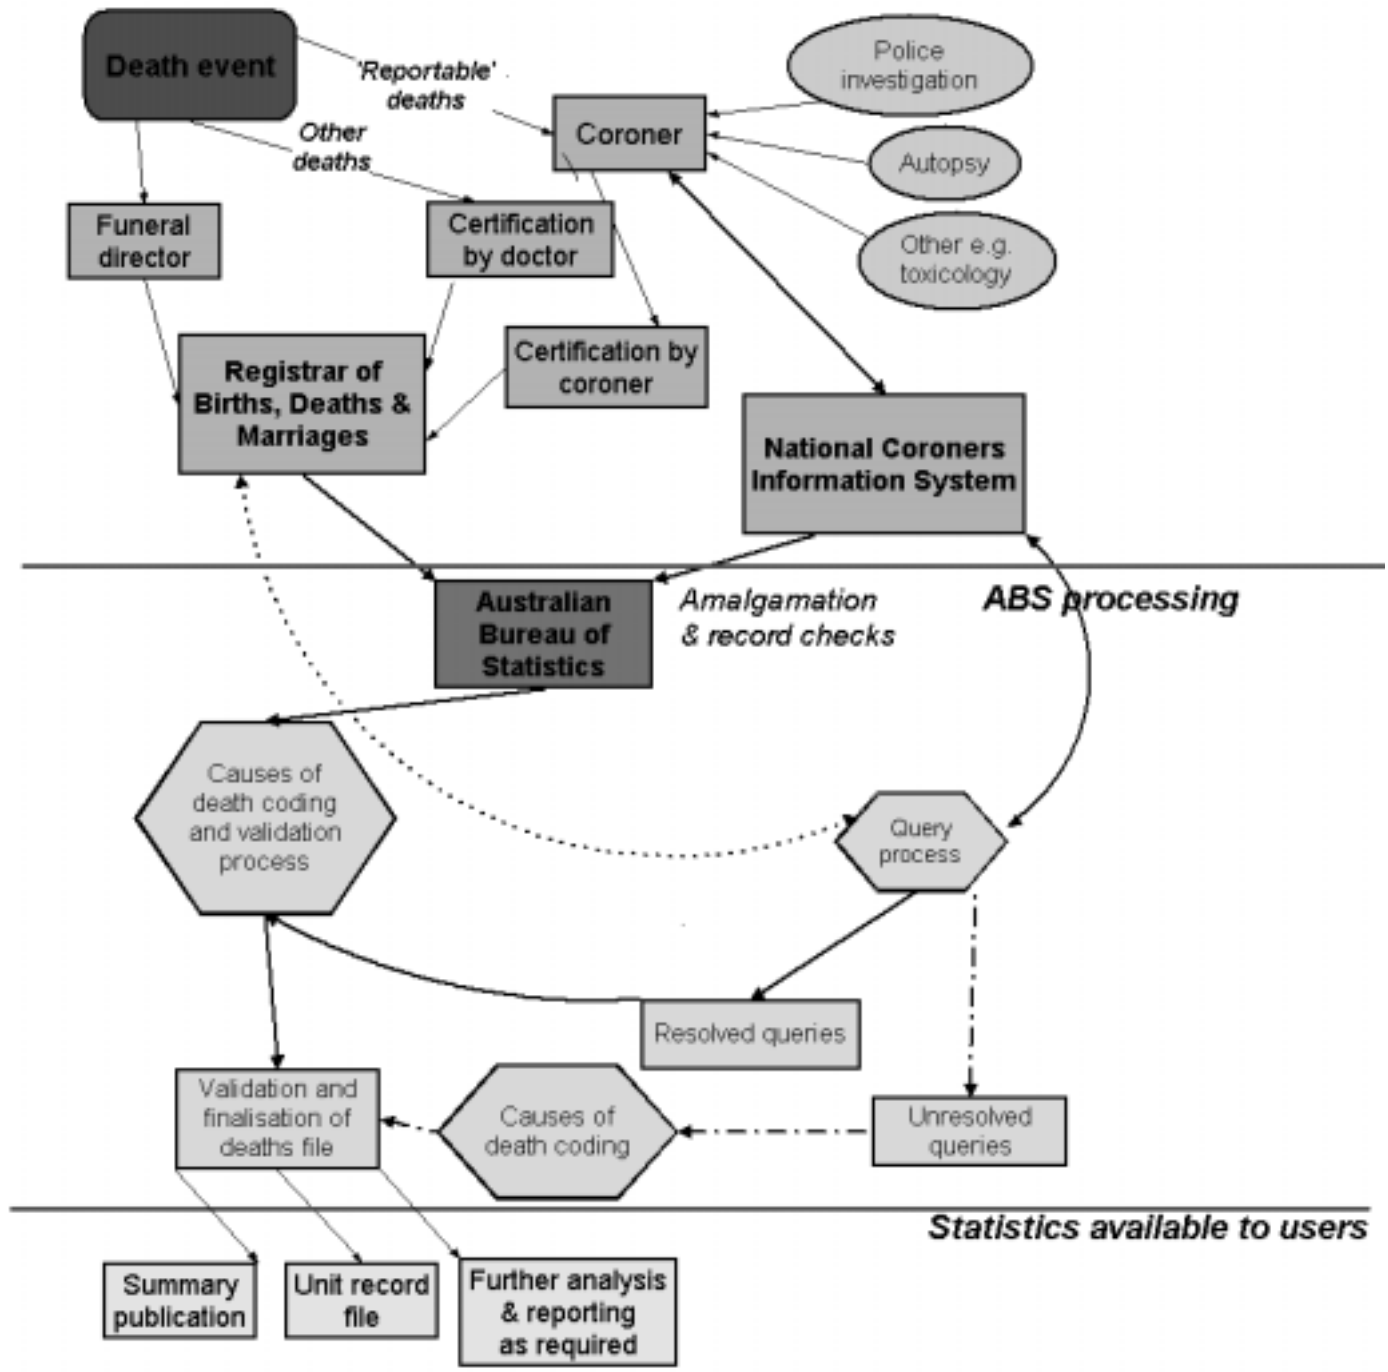 Death event
'Reportable'
deaths
Police
investigation
Other
deaths
Coroner
Autopsy
Funeral
director
Certification
by doctor
Other e.g.
toxicology
Registrar of
Births, Deaths &
Marriages
Certification by
coroner
National Coroners
Information System
Australian
Bureau of
Statistics
Amalgamation
& record checks
ABS processing
Causes of
death coding
and validation
process
Query
process
Resolved queries
Validation and
finalisation of
deaths file
Causes of
death coding
Unresolved
queries
Statistics available to users
Summary
publication
Unit record
file
Further analysis
& reporting
as required